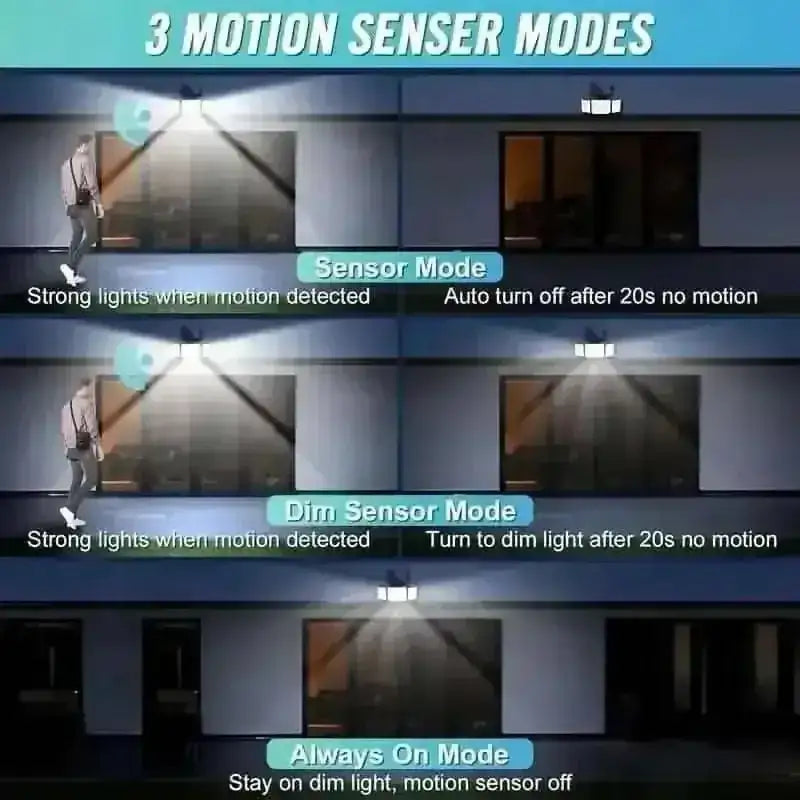 3 MOTION SENSER MODES
Sensor Mode
Strong lights when motion detected
Auto turn off after 20s no motion
Dim Sensor Mode
Strong lights when motion detected
Turn to dim light after 20s no motion
Always On Mode
Stay on dim light, motion sensor off